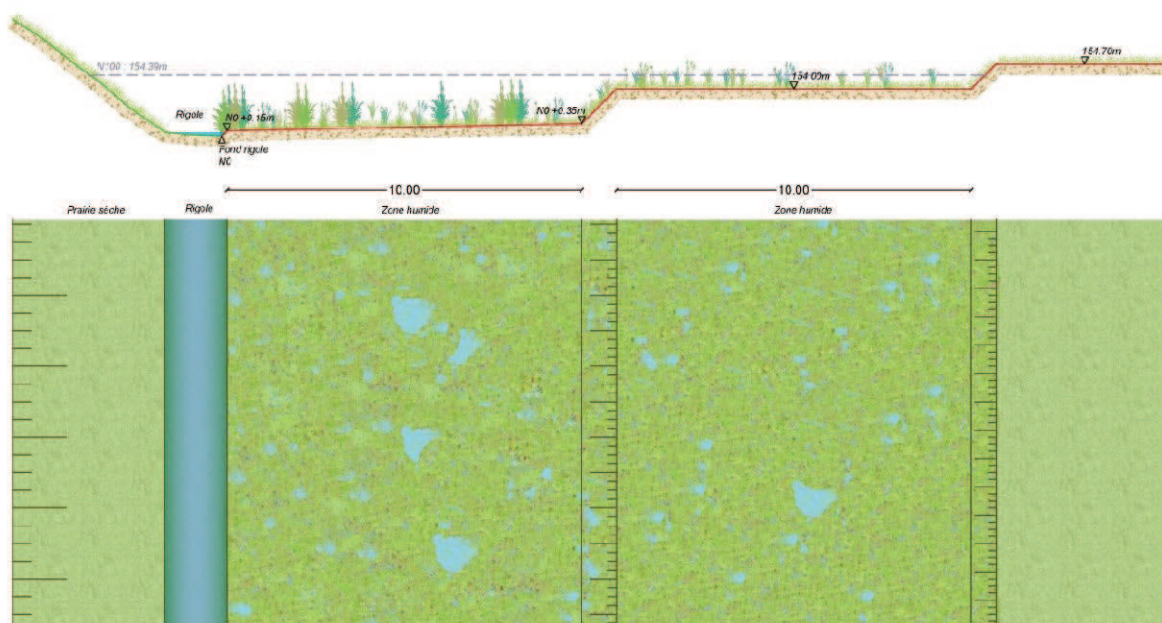 154.70m
N100 : 154.39m
154.00m
Rigole
N0 +0.15m
N0 +0.35m
Fond rigole
N0
10.00
10.00
Prairie sèche
Rigole
Zone humide
Zone humide